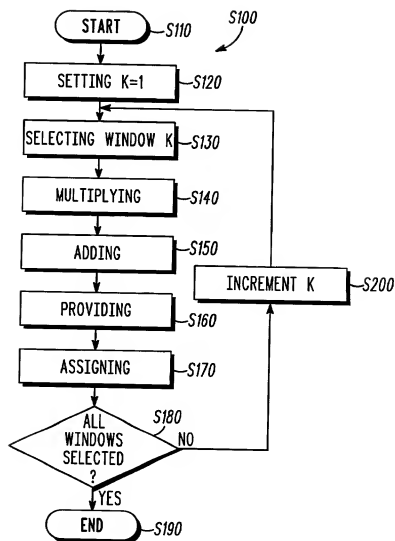 START
S110
S100
SETTING K=1
S120
SELECTING WINDOW K
S130
MULTIPLYING
S140
ADDING
S150
INCREMENT K
S200
PROVIDING
S160
ASSIGNING
S170
ALL
WINDOWS
SELECTED
?
S180
NO
YES
END
S190